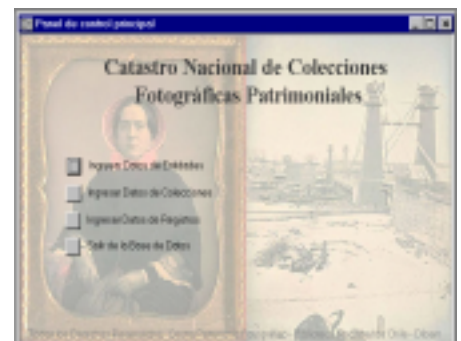 Panel de control principal
Catastro Nacional de Colecciones
Fotográficas Patrimoniales
Ingresar Datos de Entidades
Ingresar Datos de Colecciones
Ingresar Datos de Registros
Salir de la Base de Datos